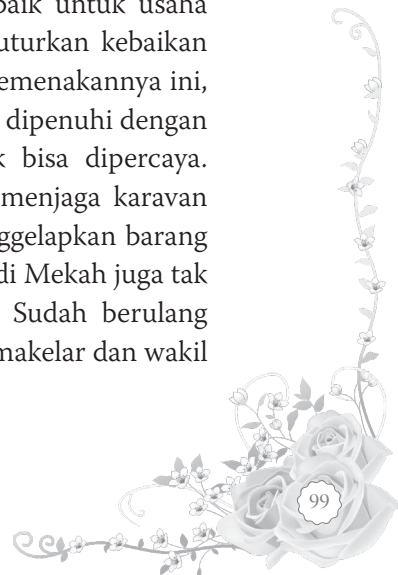 baik untuk usaha
uturkan kebaikan
emenakannya ini,
dipenuhi dengan
k bisa dipercaya.
menjaga karavan
ggelapkan barang
di Mekah juga tak
Sudah berulang
makelar dan wakil
99